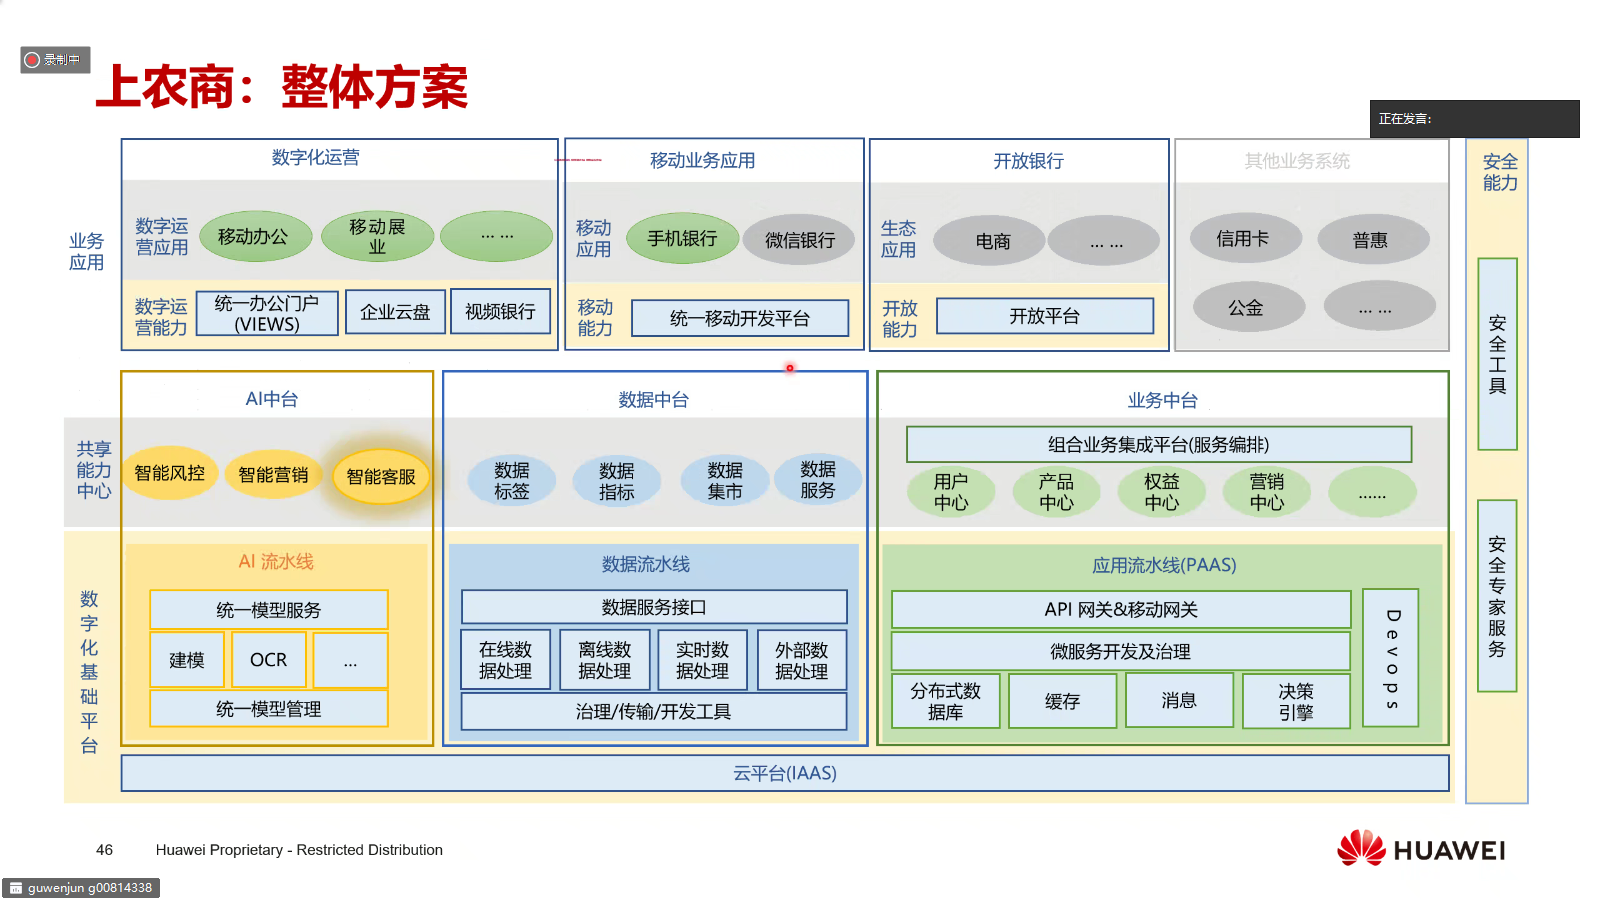 录制中
上农商：整体方案
正在发言:
业务
应用
数字化运营
数字运
营应用
移动办公
移动展
业
... ...
数字运
营能力
统一办公门户
(VIEWS)
企业云盘
视频银行
移动业务应用
移动
应用
手机银行
微信银行
移动
能力
统一移动开发平台
开放银行
生态
应用
电商
... ...
开放
能力
开放平台
其他业务系统
信用卡
普惠
公金
... ...
安全
能力
安全工具
安全专家服务
共享
能力
中心
AI中台
智能风控
智能营销
智能客服
数据中台
数据
标签
数据
指标
数据
集市
数据
服务
业务中台
组合业务集成平台(服务编排)
用户
中心
产品
中心
权益
中心
营销
中心
......
数字化基础平台
AI 流水线
统一模型服务
建模
OCR
...
统一模型管理
数据流水线
数据服务接口
在线数
据处理
离线数
据处理
实时数
据处理
外部数
据处理
治理/传输/开发工具
应用流水线(PAAS)
API 网关&移动网关
微服务开发及治理
分布式数
据库
缓存
消息
决策
引擎
Devops
云平台(IAAS)
46
Huawei Proprietary - Restricted Distribution
HUAWEI
guwenjun g00814338